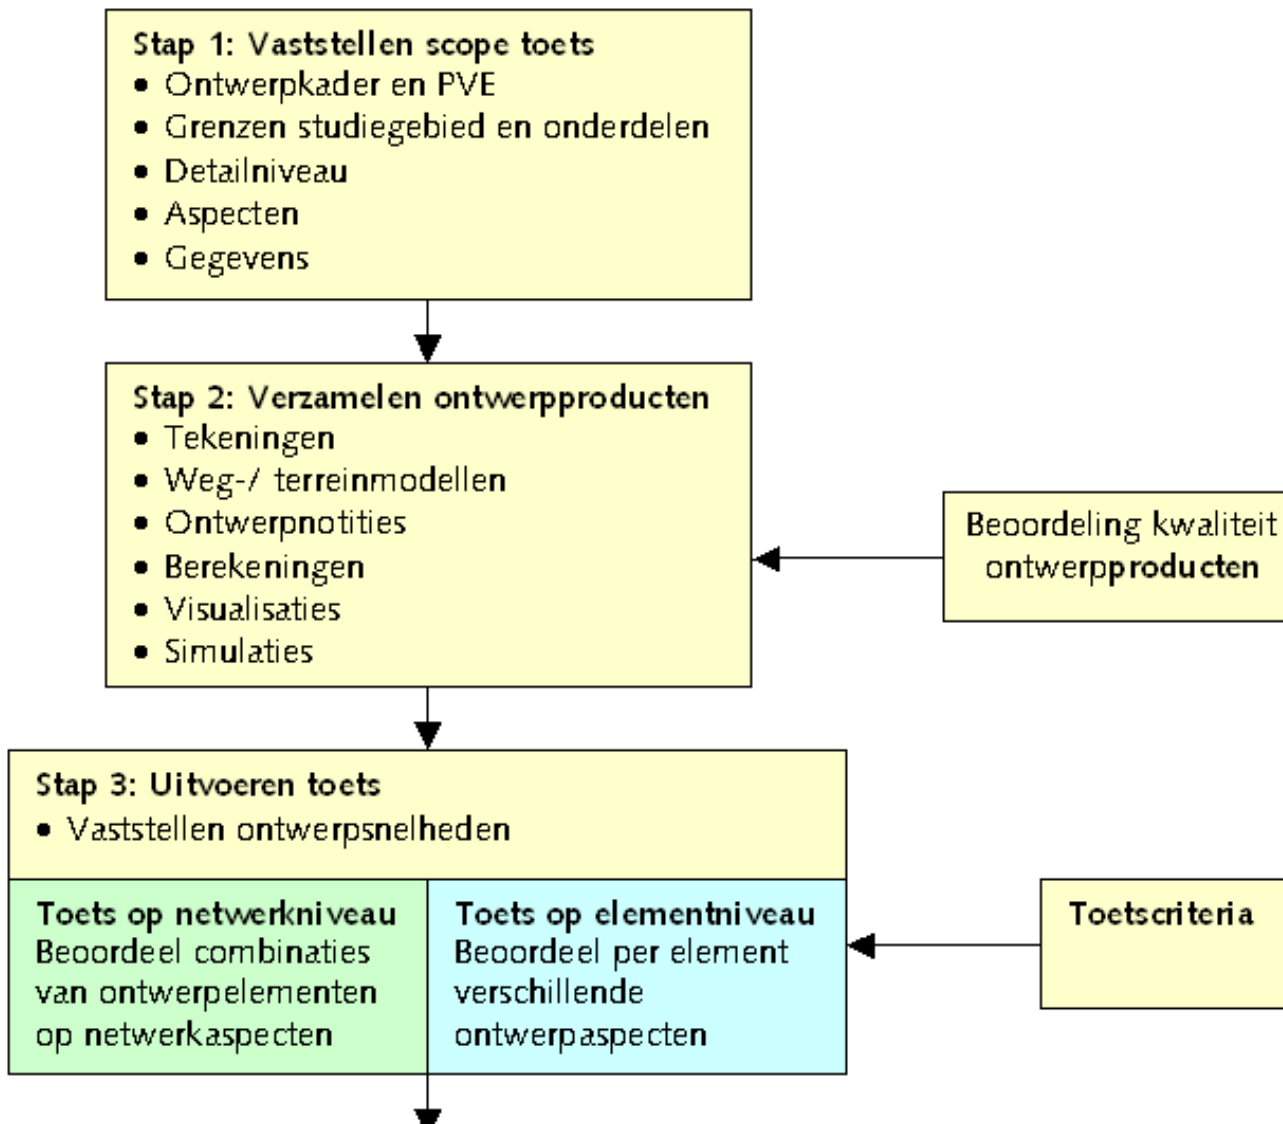 Stap 1: Vaststellen scope toets
• Ontwerpkader en PVE
• Grenzen studiegebied en onderdelen
• Detailniveau
• Aspecten
• Gegevens
Stap 2: Verzamelen ontwerpproducten
• Tekeningen
• Weg-/ terreinmodellen
• Ontwerpnotities
• Berekeningen
• Visualisaties
• Simulaties
Beoordeling kwaliteit
ontwerpproducten
Stap 3: Uitvoeren toets
• Vaststellen ontwerpsnelheden
Toets op netwerkniveau
Beoordeel combinaties
van ontwerpelementen
op netwerkaspecten
Toets op elementniveau
Beoordeel per element
verschillende
ontwerpaspecten
Toetscriteria